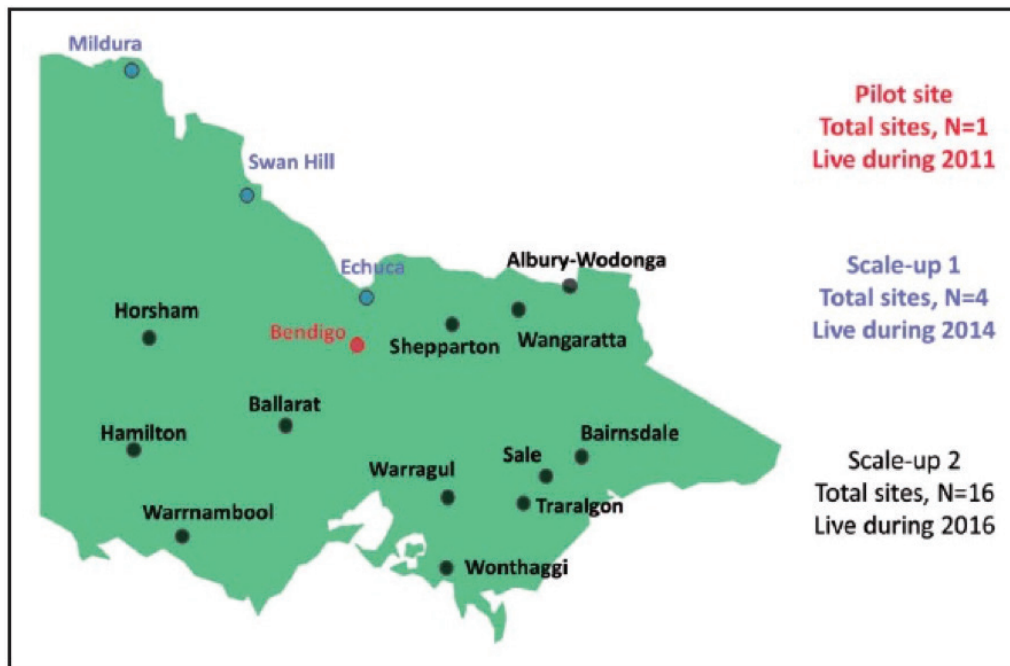 Mildura
Pilot site
Total sites, N=1
Live during 2011
Swan Hill
Echuca
Albury-Wodonga
Scale-up 1
Total sites, N=4
Live during 2014
Horsham
Bendigo
Shepparton
Wangaratta
Ballarat
Hamilton
Bairnsdale
Sale
Warragul
Traralgon
Warrnambool
Wonthaggi
Scale-up 2
Total sites, N=16
Live during 2016